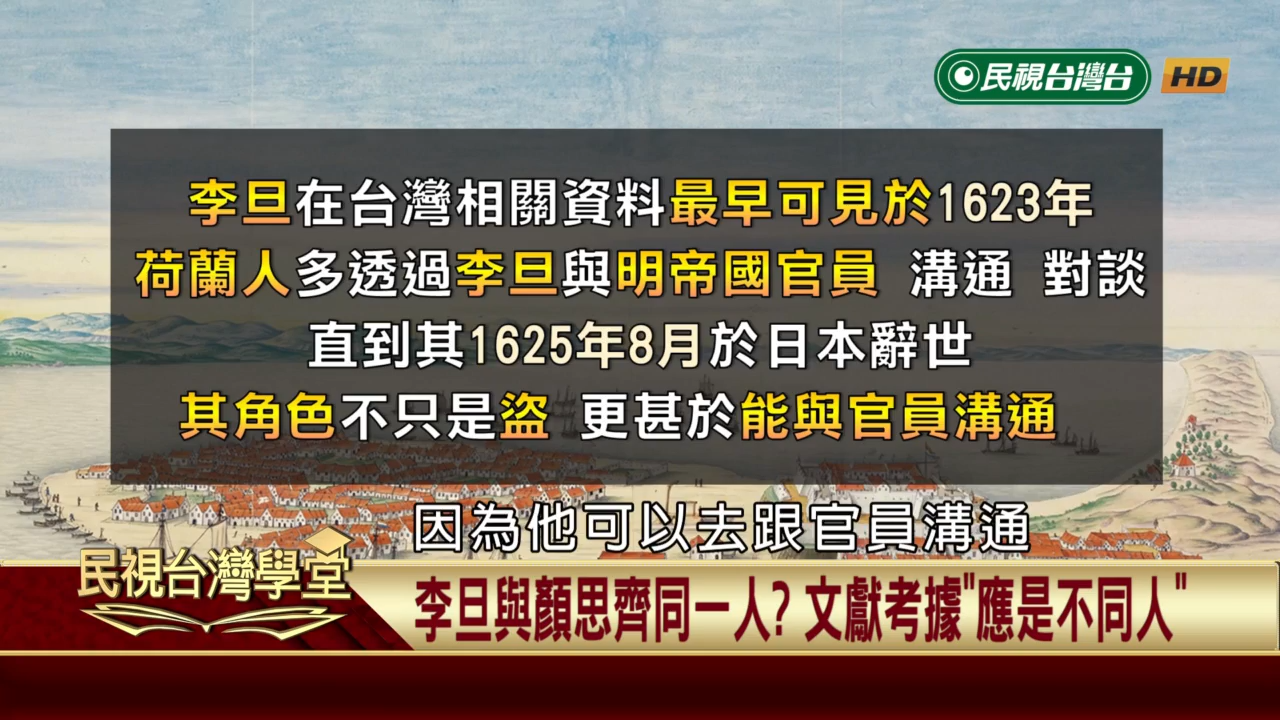 民視台灣台 HD
李旦在台灣相關資料最早可見於1623年
荷蘭人多透過李旦與明帝國官員 溝通 對談
直到其1625年8月於日本辭世
其角色不只是盜 更甚於能與官員溝通
因為他可以去跟官員溝通
民視台灣學堂
李旦與顏思齊同一人? 文獻考據"應是不同人"